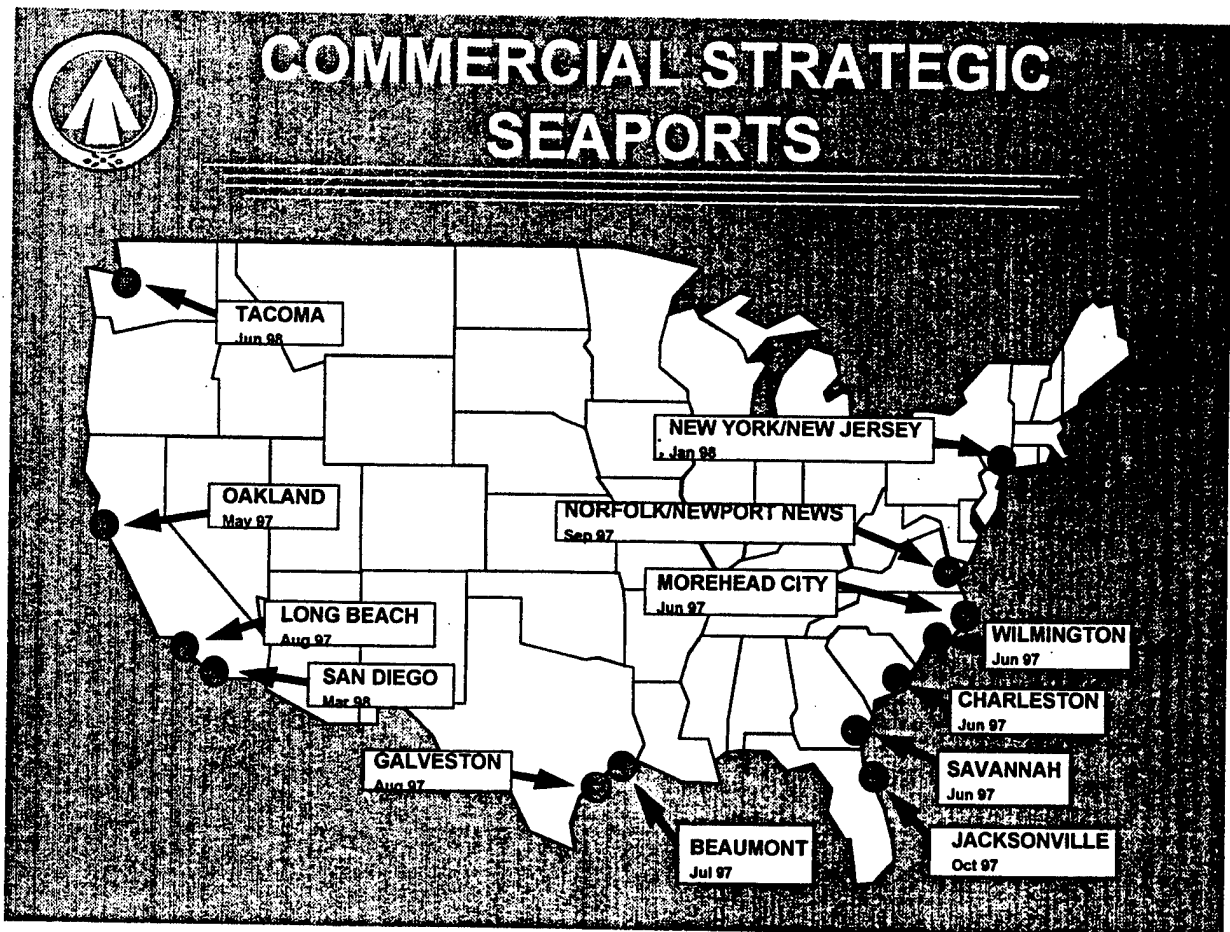 COMMERCIAL STRATEGIC
SEAPORTS
TACOMA
Jun 98
NEW YORK/NEW JERSEY
Jan 98
OAKLAND
May 97
NORFOLK/NEWPORT NEWS
Sep 97
MOREHEAD CITY
Jun 97
LONG BEACH
Aug 97
WILMINGTON
Jun 97
SAN DIEGO
Mar 98
CHARLESTON
Jun 97
GALVESTON
Aug 97
SAVANNAH
Jun 97
BEAUMONT
Jul 97
JACKSONVILLE
Oct 97